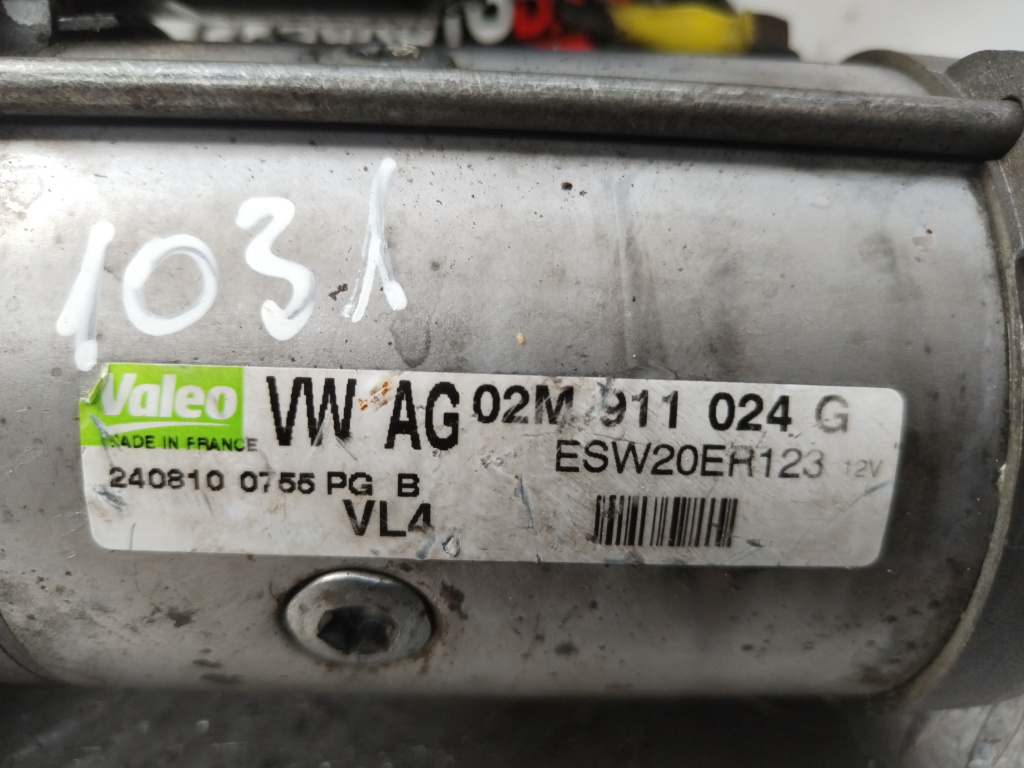 1031
Valeo
MADE IN FRANCE
VW AG 02M 911 024 G
ESW20ER123 12V
240810 0755 PG B
VL4